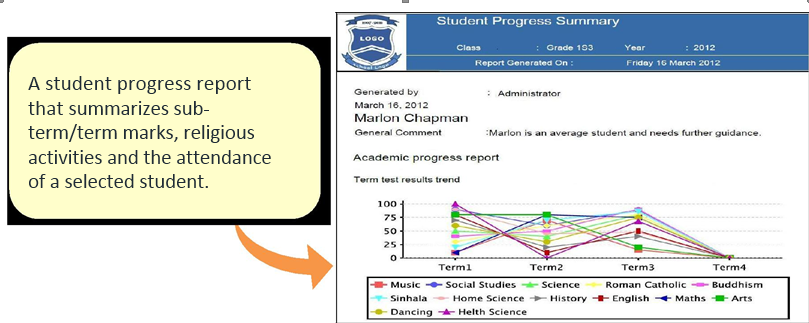 A student progress report
that summarizes sub-
term/term marks, religious
activities and the attendance
of a selected student.
LOGO
Student Progress Summary
Class : Grade 1S3 Year : 2012
Report Generated On : Friday 16 March 2012
Generated by : Administrator
March 16, 2012
Marlon Chapman
General Comment :Marlon is an average student and needs further guidance.
Academic progress report
Term test results trend
100
75
50
25
0
Term1 Term2 Term3 Term4
Music Social Studies Science Roman Catholic Buddhism
Sinhala Home Science History English Maths Arts
Dancing Helth Science